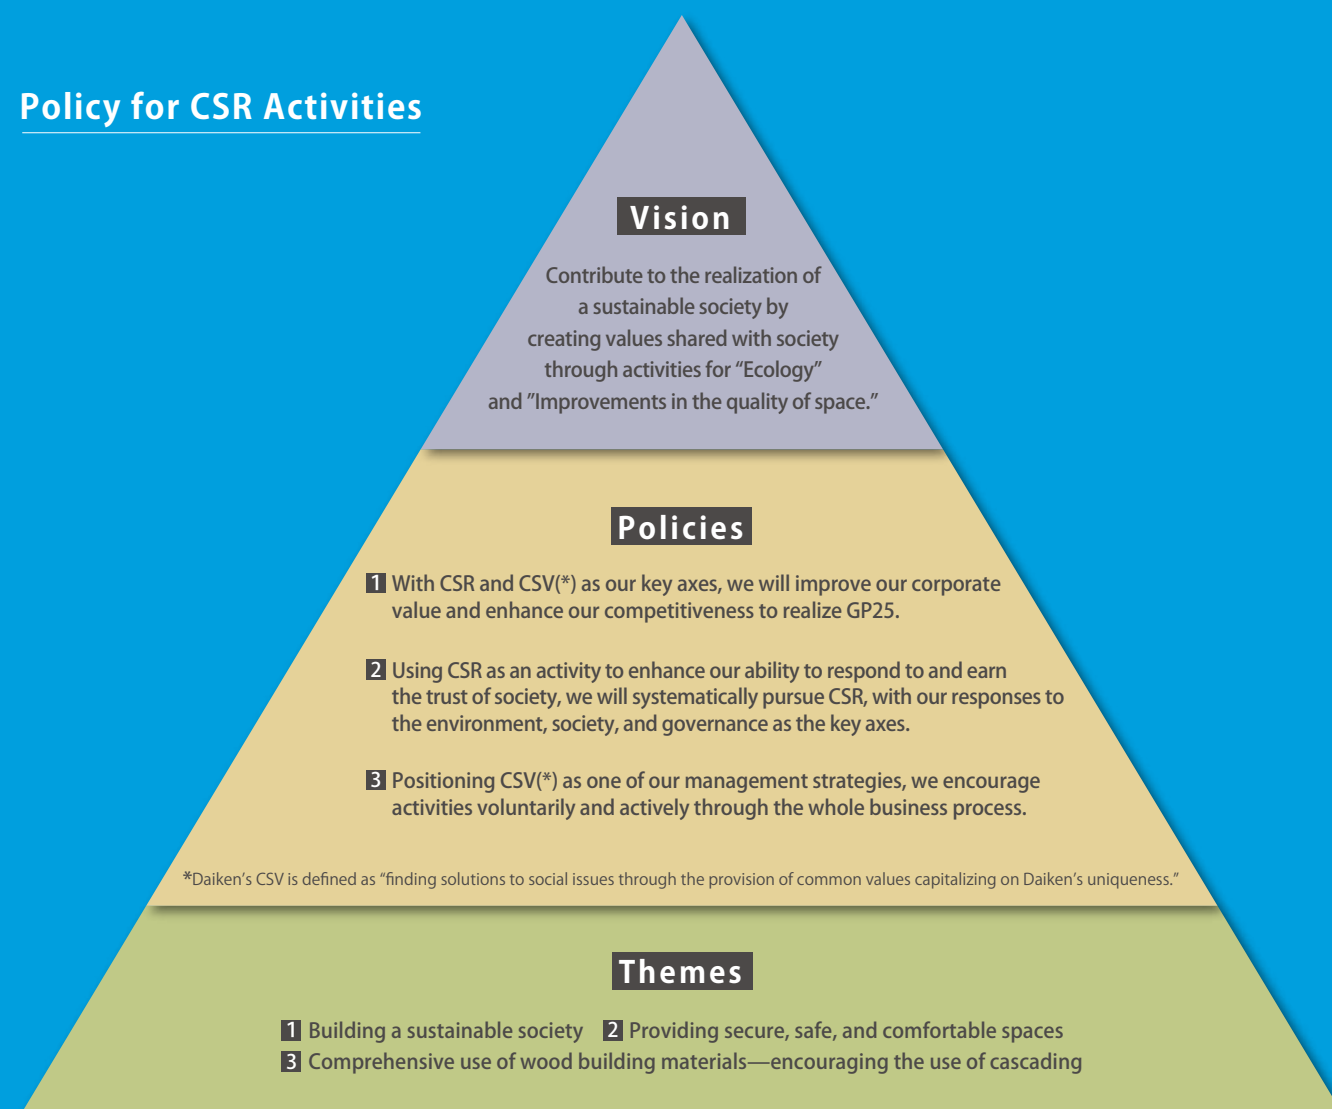 Policy for CSR Activities
Vision
Contribute to the realization of
a sustainable society by
creating values shared with society
through activities for “Ecology”
and ”Improvements in the quality of space.”
Policies
1 With CSR and CSV(*) as our key axes, we will improve our corporate
value and enhance our competitiveness to realize GP25.
2 Using CSR as an activity to enhance our ability to respond to and earn
the trust of society, we will systematically pursue CSR, with our responses to
the environment, society, and governance as the key axes.
3 Positioning CSV(*) as one of our management strategies, we encourage
activities voluntarily and actively through the whole business process.
*Daiken’s CSV is defined as “finding solutions to social issues through the provision of common values capitalizing on Daiken’s uniqueness.”
Themes
1 Building a sustainable society 2 Providing secure, safe, and comfortable spaces
3 Comprehensive use of wood building materials—encouraging the use of cascading